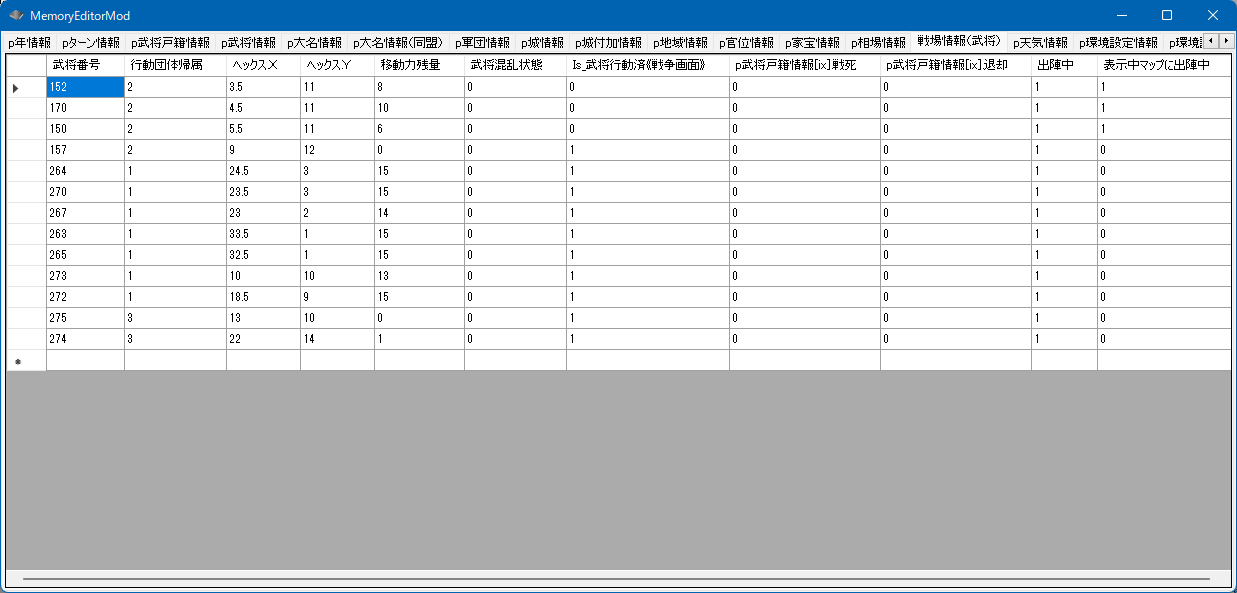 MemoryEditorMod
p年情報 pターン情報 p武将戸籍情報 p武将情報 p大名情報 p大名情報(同盟) p軍団情報 p城情報 p城付加情報 p地域情報 p官位情報 p家宝情報 p相場情報 戦場情報(武将) p天気情報 p環境設定情報 p環境
武将番号 行動団体帰属 ヘックスX ヘックスY 移動力残量 武将混乱状態 Is_武将行動済《戦争画面》 p武将戸籍情報[ix]戦死 p武将戸籍情報[ix]退却 出陣中 表示中マップに出陣中
152 2 3.5 11 8 0 0 0 0 1 1
170 2 4.5 11 10 0 0 0 0 1 1
150 2 5.5 11 6 0 0 0 0 1 1
157 2 9 12 0 0 1 0 0 1 0
264 1 24.5 3 15 0 1 0 0 1 0
270 1 23.5 3 15 0 1 0 0 1 0
267 1 23 2 14 0 1 0 0 1 0
263 1 33.5 1 15 0 1 0 0 1 0
265 1 32.5 1 15 0 1 0 0 1 0
273 1 10 10 13 0 1 0 0 1 0
272 1 18.5 9 15 0 1 0 0 1 0
275 3 13 10 0 0 1 0 0 1 0
274 3 22 14 1 0 1 0 0 1 0